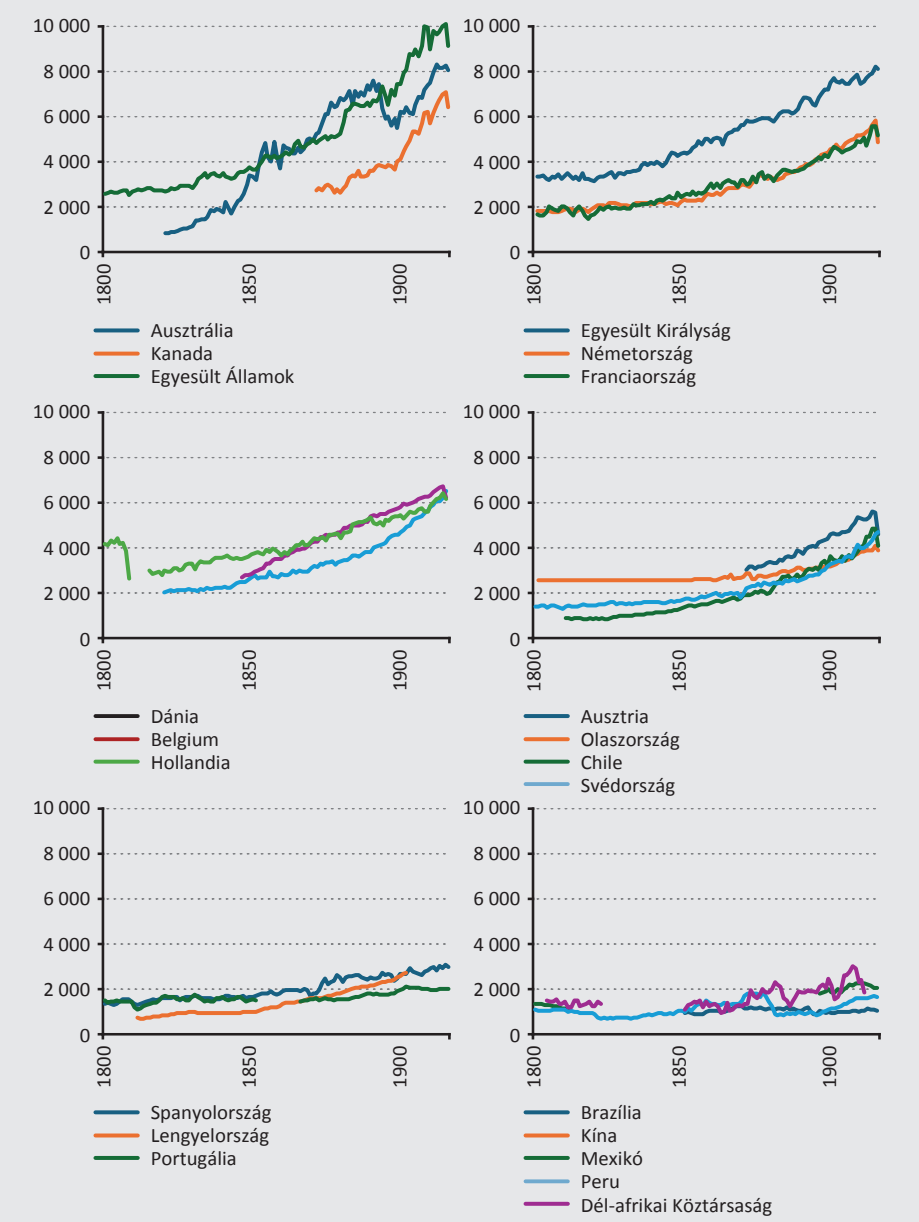 10 000
8 000
6 000
4 000
2 000
0
1800
1850
1900
Ausztrália
Kanada
Egyesült Államok
10 000
8 000
6 000
4 000
2 000
0
1800
1850
1900
Egyesült Királyság
Németország
Franciaország
10 000
8 000
6 000
4 000
2 000
0
1800
1850
1900
Dánia
Belgium
Hollandia
10 000
8 000
6 000
4 000
2 000
0
1800
1850
1900
Ausztria
Olaszország
Chile
Svédország
10 000
8 000
6 000
4 000
2 000
0
1800
1850
1900
Spanyolország
Lengyelország
Portugália
10 000
8 000
6 000
4 000
2 000
0
1800
1850
1900
Brazília
Kína
Mexikó
Peru
Dél-afrikai Köztársaság